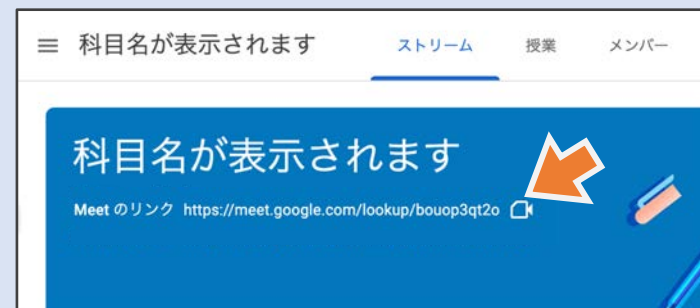 科目名が表示されます ストリーム 授業 メンバー
科目名が表示されます
Meet のリンク https://meet.google.com/lookup/bouop3qt2o